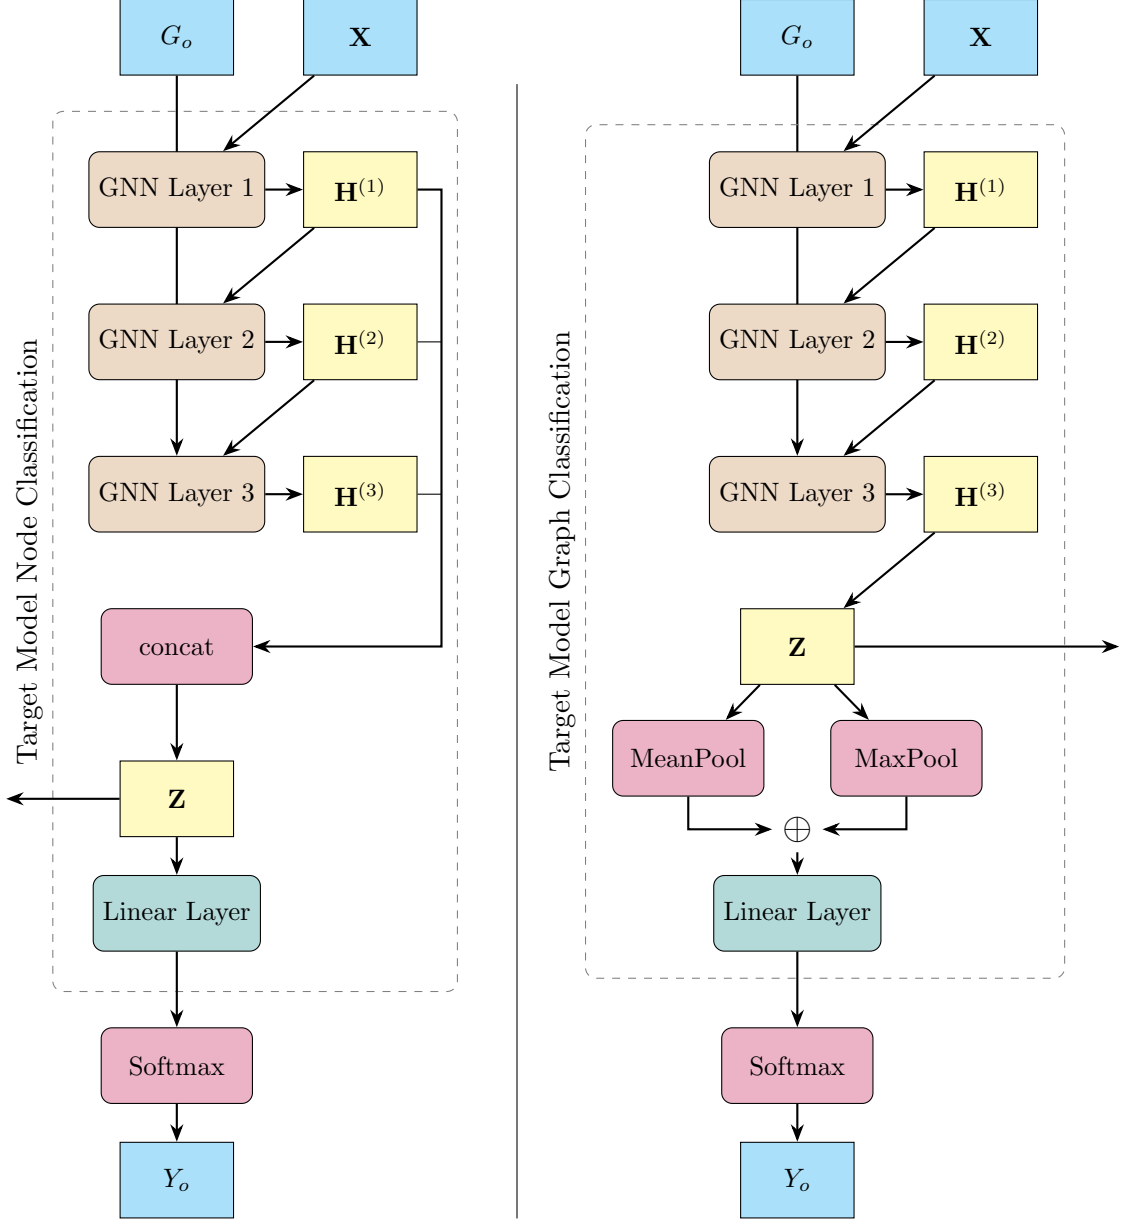 G_o
X
GNN Layer 1
H^(1)
GNN Layer 2
H^(2)
GNN Layer 3
H^(3)
concat
Z
Linear Layer
Softmax
Y_o
Target Model Node Classification
G_o
X
GNN Layer 1
H^(1)
GNN Layer 2
H^(2)
GNN Layer 3
H^(3)
Z
MeanPool
MaxPool
⊕
Linear Layer
Softmax
Y_o
Target Model Graph Classification